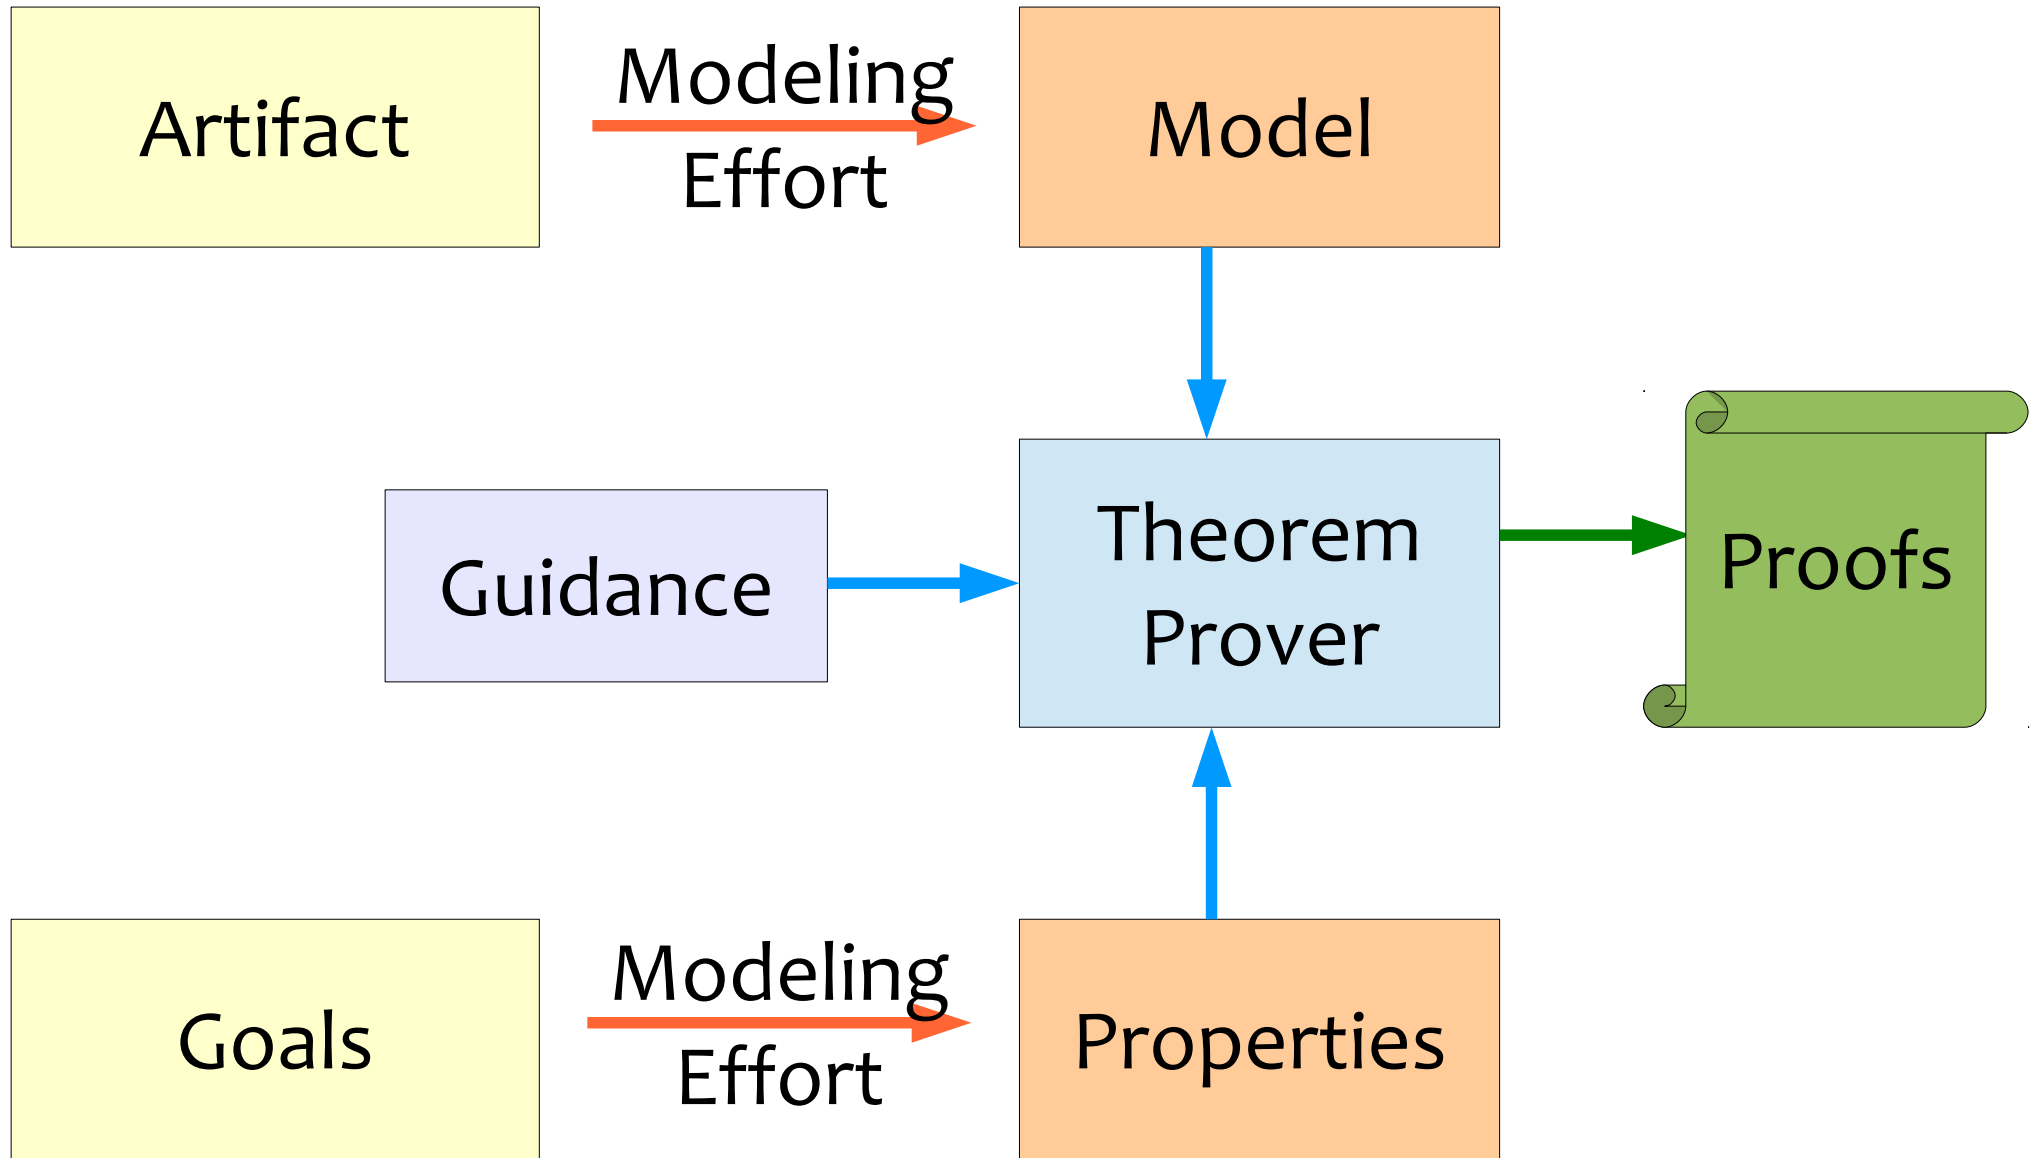 Artifact
Modeling
Effort
Model
Guidance
Theorem
Prover
Proofs
Goals
Modeling
Effort
Properties